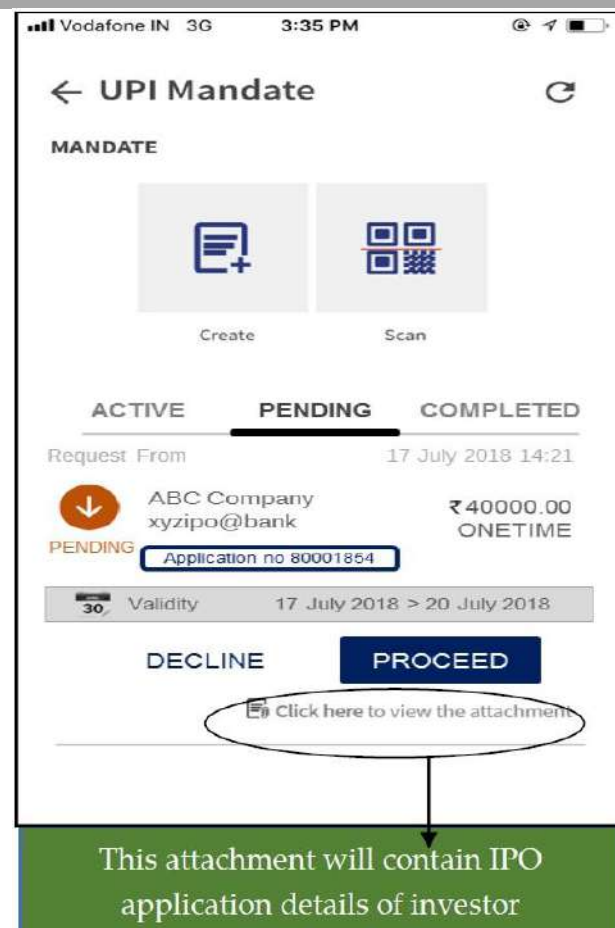 Vodafone IN 3G 3:35 PM
UPI Mandate
MANDATE
Create Scan
ACTIVE PENDING COMPLETED
Request From 17 July 2018 14:21
ABC Company ₹40000.00
xyzipo@bank ONETIME
PENDING Application no 80001854
30 Validity 17 July 2018 > 20 July 2018
DECLINE PROCEED
Click here to view the attachment
This attachment will contain IPO
application details of investor